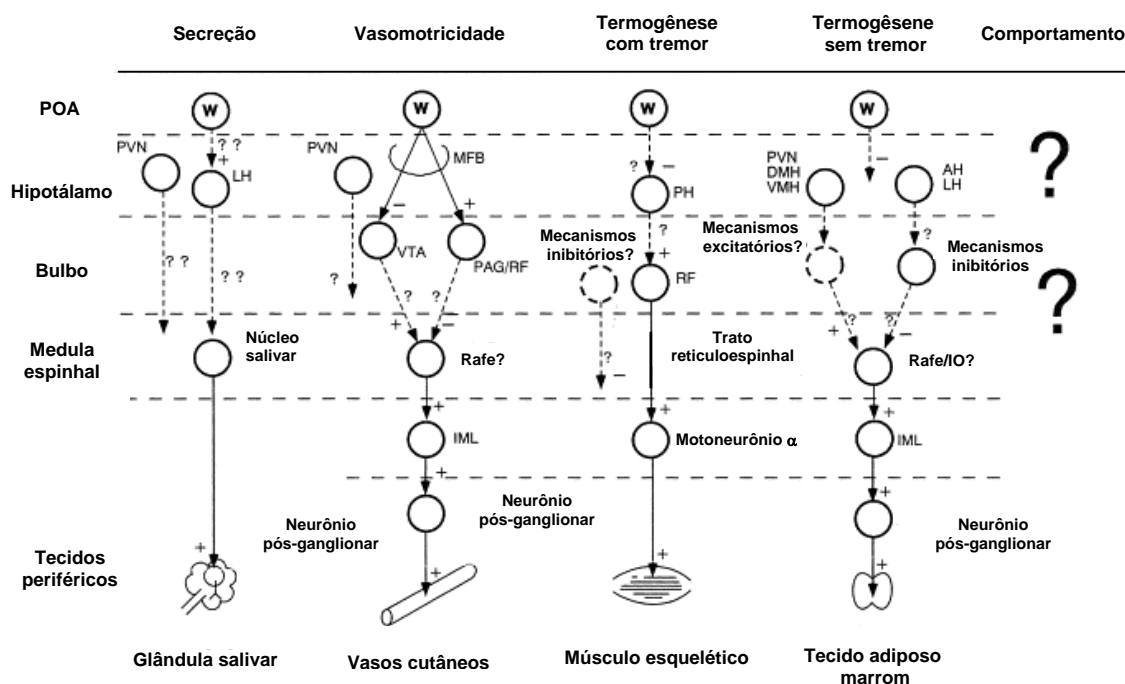 Secreção
Vasomotricidade
Termogênese
com tremor
Termogêsene
sem tremor
Comportamento
POA
W
W
W
W
? ?
+
PVN
LH
PVN
MFB
?
−
PH
−
PVN
DMH
VMH
AH
LH
?
Hipotálamo
−
+
?
?
Bulbo
? ?
? ?
?
VTA
PAG/RF
?
?
Mecanismos
inibitórios?
+
RF
Mecanismos
excitatórios?
Mecanismos
inibitórios
?
+
−
?
?
+
−
Medula
espinhal
Núcleo
salivar
Rafe?
?
−
Trato
reticuloespinhal
Rafe/IO?
+
IML
+
Motoneurônio α
+
IML
+
+
Neurônio
pós-ganglionar
Neurônio
pós-ganglionar
Neurônio
pós-ganglionar
Tecidos
periféricos
+
+
+
+
Glândula salivar
Vasos cutâneos
Músculo esquelético
Tecido adiposo
marrom